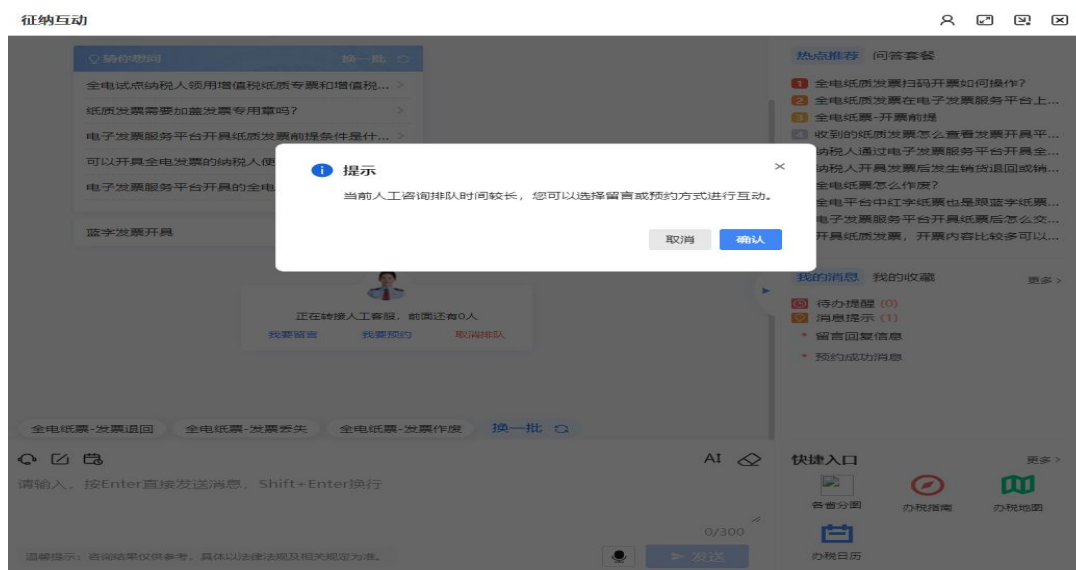 征纳互动
猜你想问
换一批
全电试点纳税人领用增值税纸质专票和增值税...
纸质发票需要加盖发票专用章吗?
电子发票服务平台开具纸质发票前提条件是什...
可以开具全电发票的纳税人便
电子发票服务平台开具的全电
蓝字发票开具
提示
当前人工咨询排队时间较长，您可以选择留言或预约方式进行互动。
取消
确认
正在转接人工客服，前面还有0人
我要留言 我要预约 取消排队
全电纸票-发票退回 全电纸票-发票丢失 全电纸票-发票作废 换一批
AI
请输入，按Enter直接发送消息，Shift+Enter换行
0/300
温馨提示：咨询结果仅供参考，具体以法律法规及相关规定为准。
发送
热点推荐 问答套餐
1 全电纸质发票扫码开票如何操作?
2 全电纸质发票在电子发票服务平台上...
3 全电纸票-开票前提
4 收到的纸质发票怎么查看发票开具平...
纳税人通过电子发票服务平台开具全...
纳税人开具发票后发生销货退回或销...
全电纸票怎么作废?
全电平台中红字纸票也是跟蓝字纸票...
电子发票服务平台开具纸票后怎么交...
开具纸质发票，开票内容比较多可以...
我的消息 我的收藏 更多
待办提醒 (0)
消息提示 (1)
留言回复信息
预约成功消息
快捷入口 更多
各省分图 办税指南 办税地图
办税日历